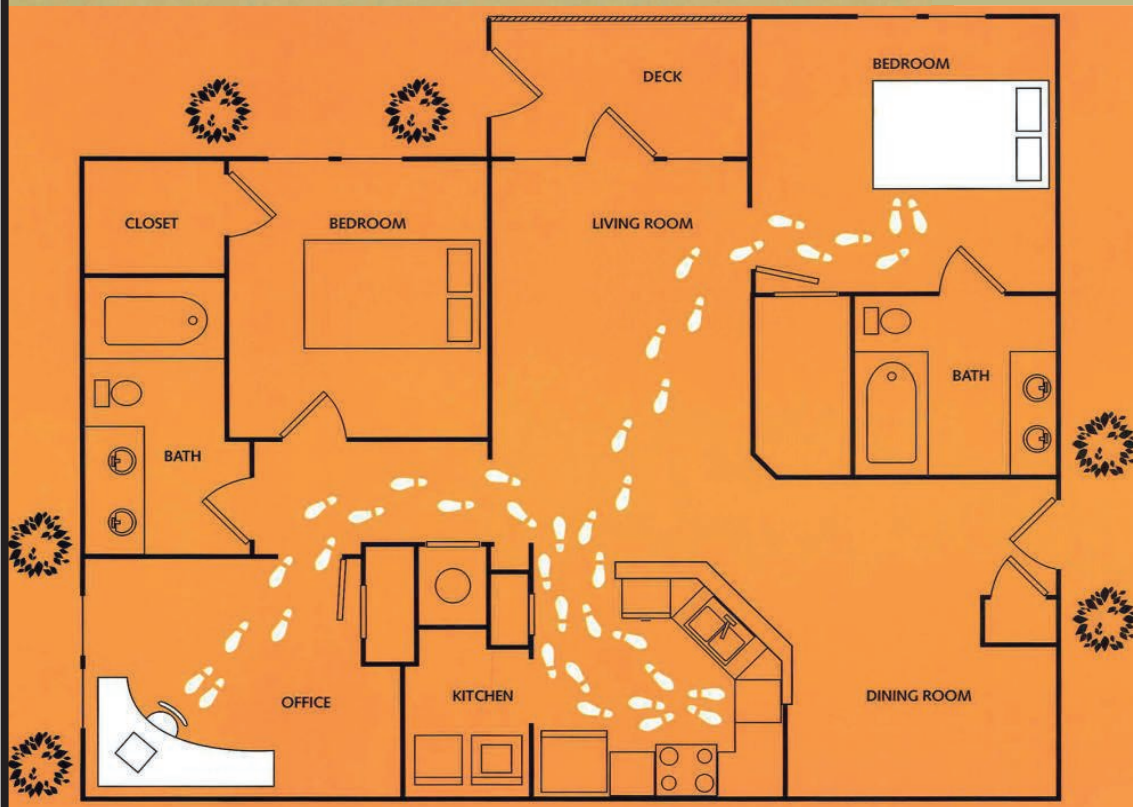 BEDROOM
DECK
CLOSET
BEDROOM
LIVING ROOM
BATH
BATH
OFFICE
KITCHEN
DINING ROOM